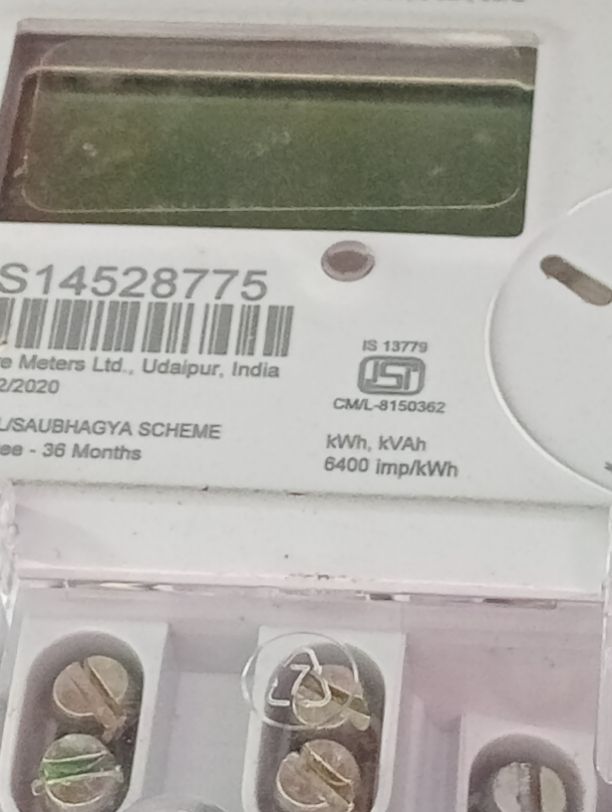 S14528775
e Meters Ltd., Udaipur, India
2/2020
L/SAUBHAGYA SCHEME
ee - 36 Months
IS 13779
ISI
CM/L-8150362
kWh, kVAh
6400 imp/kWh